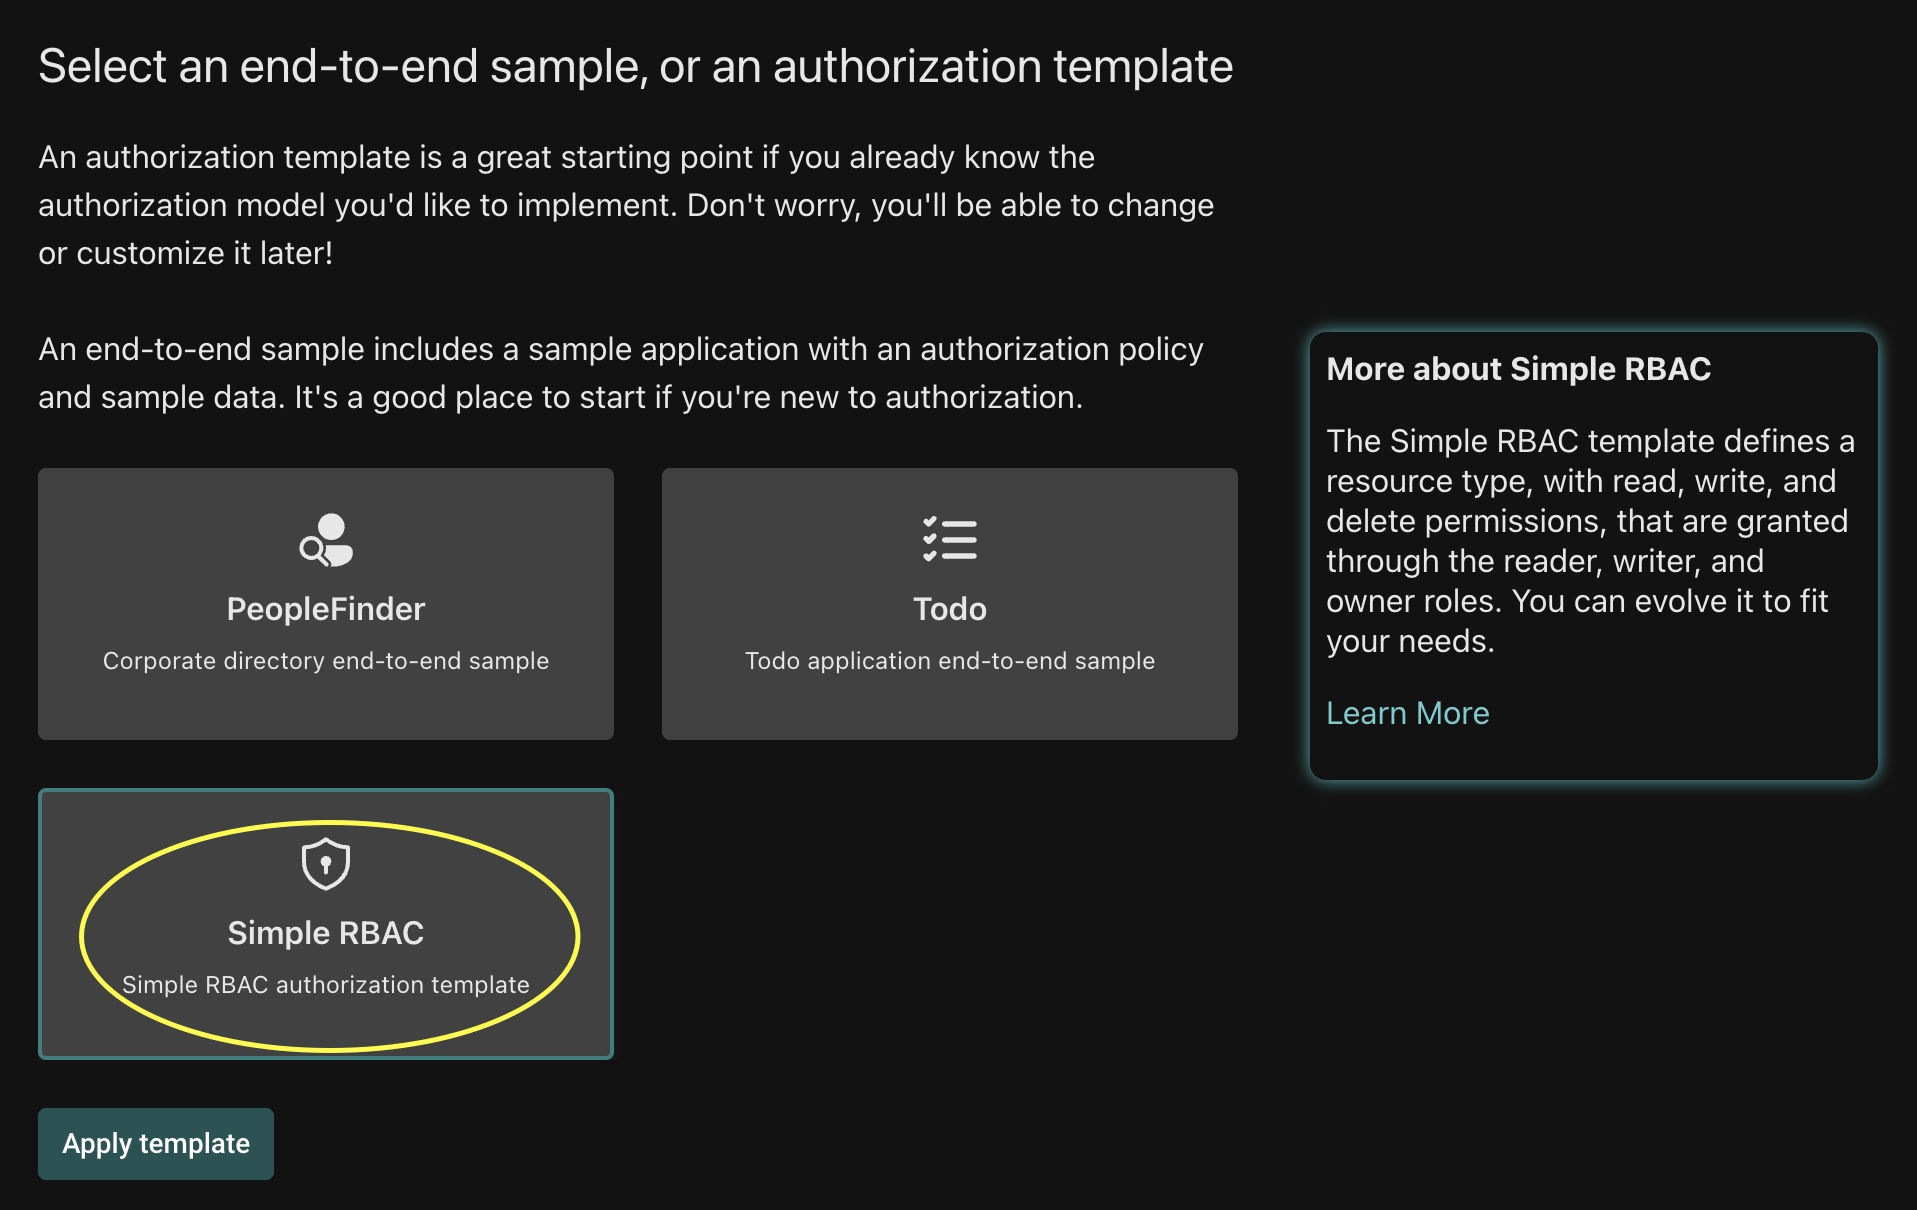 Select an end-to-end sample, or an authorization template
An authorization template is a great starting point if you already know the
authorization model you'd like to implement. Don't worry, you'll be able to change
or customize it later!
An end-to-end sample includes a sample application with an authorization policy
and sample data. It's a good place to start if you're new to authorization.
PeopleFinder
Corporate directory end-to-end sample
Todo
Todo application end-to-end sample
Simple RBAC
Simple RBAC authorization template
Apply template
More about Simple RBAC
The Simple RBAC template defines a
resource type, with read, write, and
delete permissions, that are granted
through the reader, writer, and
owner roles. You can evolve it to fit
your needs.
Learn More